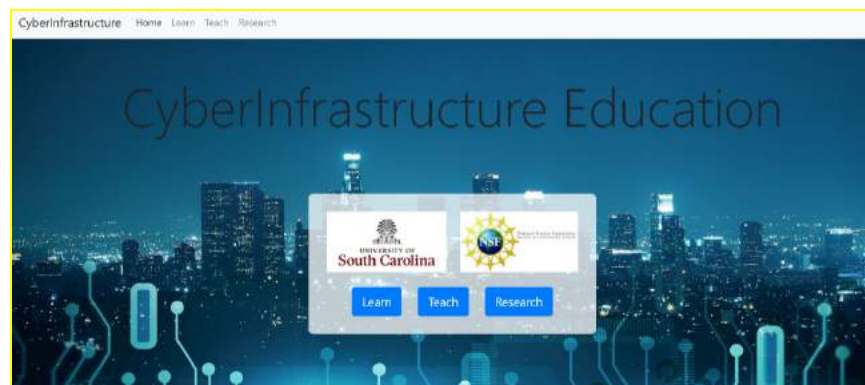 CyberInfrastructure Home Learn Teach Research
CyberInfrastructure Education
UNIVERSITY OF
South Carolina
NSF
Learn Teach Research